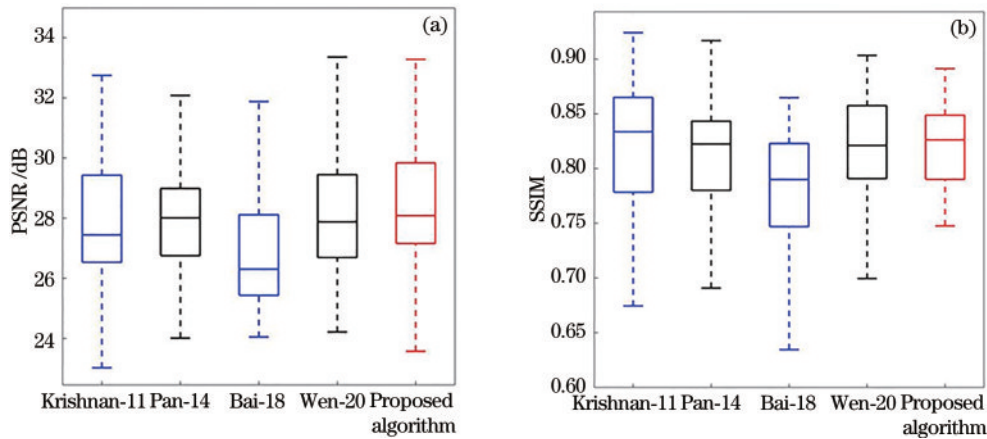 (a)
PSNR/dB
34
32
30
28
26
24
Krishnan-11 Pan-14 Bai-18 Wen-20 Proposed
algorithm
(b)
SSIM
0.90
0.85
0.80
0.75
0.70
0.65
0.60
Krishnan-11 Pan-14 Bai-18 Wen-20 Proposed
algorithm